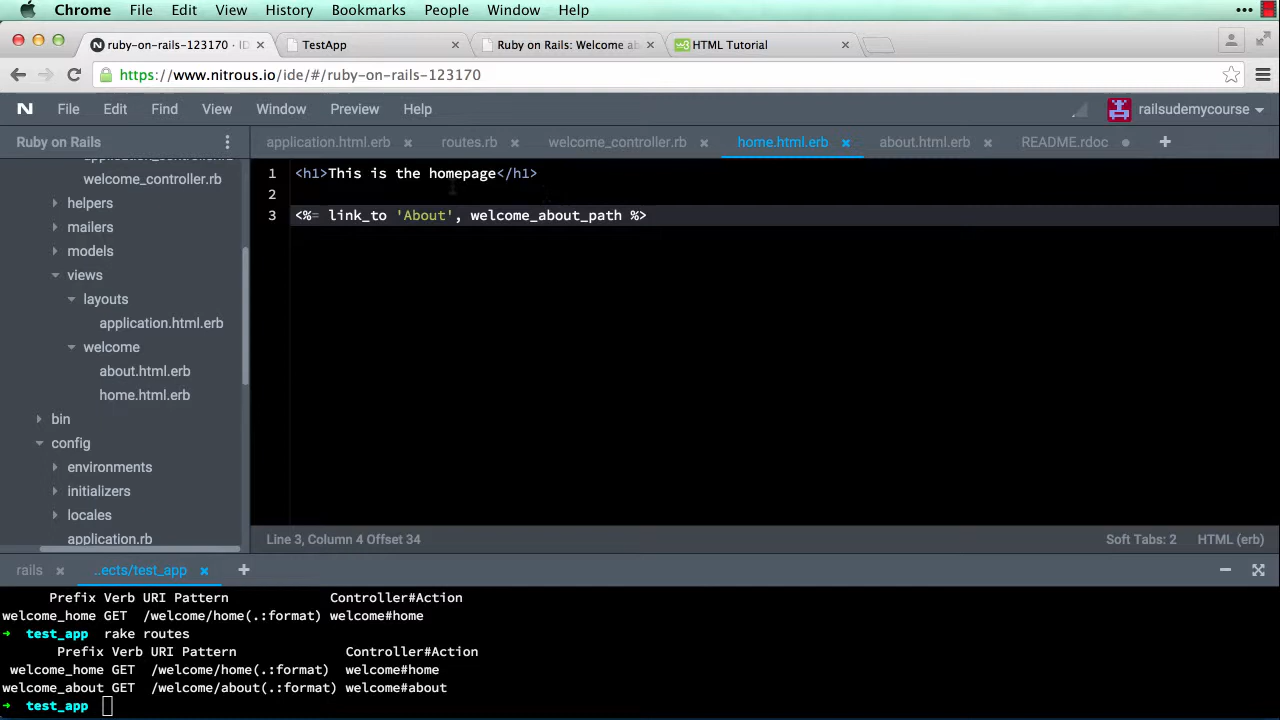 Chrome File Edit View History Bookmarks People Window Help
ruby-on-rails-123170 · ID
TestApp
Ruby on Rails: Welcome ab
HTML Tutorial
https://www.nitrous.io/ide/#/ruby-on-rails-123170
N File Edit Find View Window Preview Help railsudemycourse
Ruby on Rails
application.html.erb routes.rb welcome_controller.rb home.html.erb about.html.erb README.rdoc
welcome_controller.rb
helpers
mailers
models
views
layouts
application.html.erb
welcome
about.html.erb
home.html.erb
bin
config
environments
initializers
locales
application.rb
1 <h1>This is the homepage</h1>
2
3 <%= link_to 'About', welcome_about_path %>
Line 3, Column 4 Offset 34 Soft Tabs: 2 HTML (erb)
rails ..ects/test_app
Prefix Verb URI Pattern Controller#Action
welcome_home GET /welcome/home(.:format) welcome#home
→ test_app rake routes
Prefix Verb URI Pattern Controller#Action
welcome_home GET /welcome/home(.:format) welcome#home
welcome_about GET /welcome/about(.:format) welcome#about
→ test_app